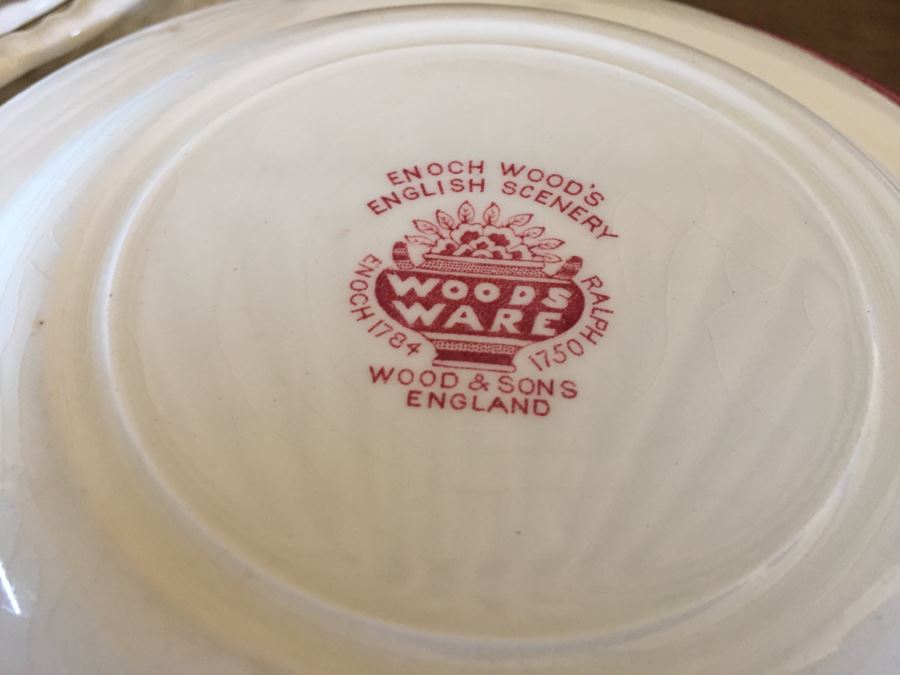 ENOCH WOOD'S
ENGLISH SCENERY
WOODS
WARE
ENOCH 1784
RALPH 1750
WOOD & SONS
ENGLAND